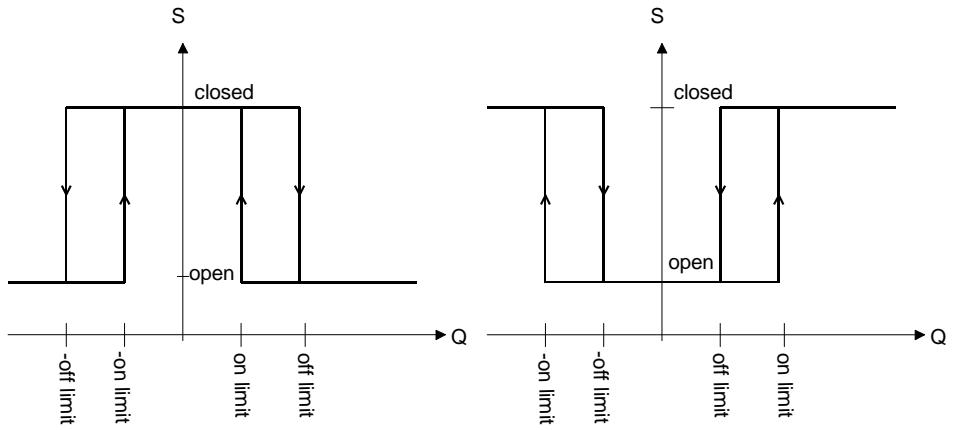 S
closed
open
Q
-off limit
-on limit
on limit
off limit
S
closed
open
Q
-on limit
-off limit
off limit
on limit